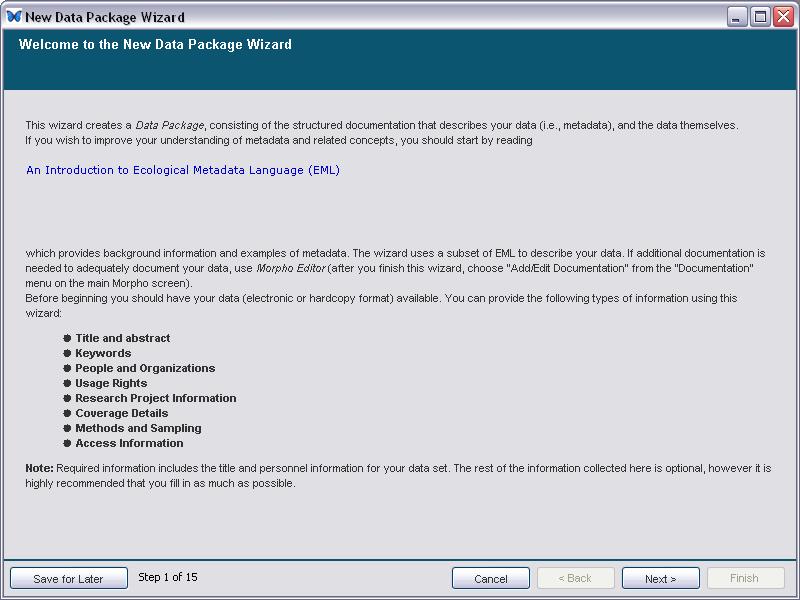 New Data Package Wizard
Welcome to the New Data Package Wizard
This wizard creates a Data Package, consisting of the structured documentation that describes your data (i.e., metadata), and the data themselves.
If you wish to improve your understanding of metadata and related concepts, you should start by reading
An Introduction to Ecological Metadata Language (EML)
which provides background information and examples of metadata. The wizard uses a subset of EML to describe your data. If additional documentation is
needed to adequately document your data, use Morpho Editor (after you finish this wizard, choose "Add/Edit Documentation" from the "Documentation"
menu on the main Morpho screen).
Before beginning you should have your data (electronic or hardcopy format) available. You can provide the following types of information using this
wizard:
● Title and abstract
● Keywords
● People and Organizations
● Usage Rights
● Research Project Information
● Coverage Details
● Methods and Sampling
● Access Information
Note: Required information includes the title and personnel information for your data set. The rest of the information collected here is optional, however it is
highly recommended that you fill in as much as possible.
Save for Later Step 1 of 15 Cancel < Back Next > Finish